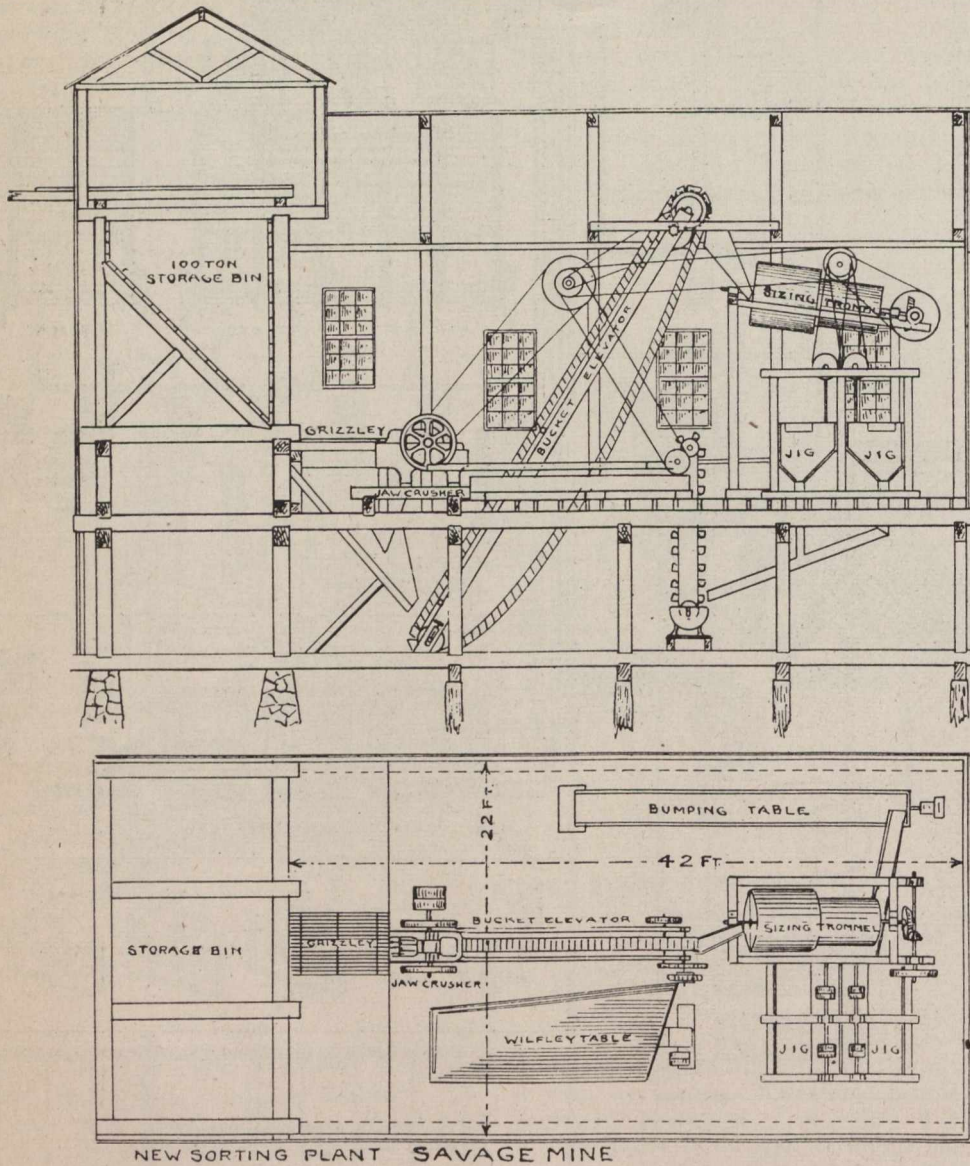 100 TON
STORAGE BIN
SIZING TROMM
BUCKET ELEVATOR
GRIZZLEY
JIG
JIG
JAW CRUSHER
22 FT.
BUMPING TABLE
42 FT.
BUCKET ELEVATOR
SIZING TROMMEL
STORAGE BIN
GRIZZLEY
JAW CRUSHER
WILFLEY TABLE
JIG
JIG
NEW SORTING PLANT SAVAGE MINE